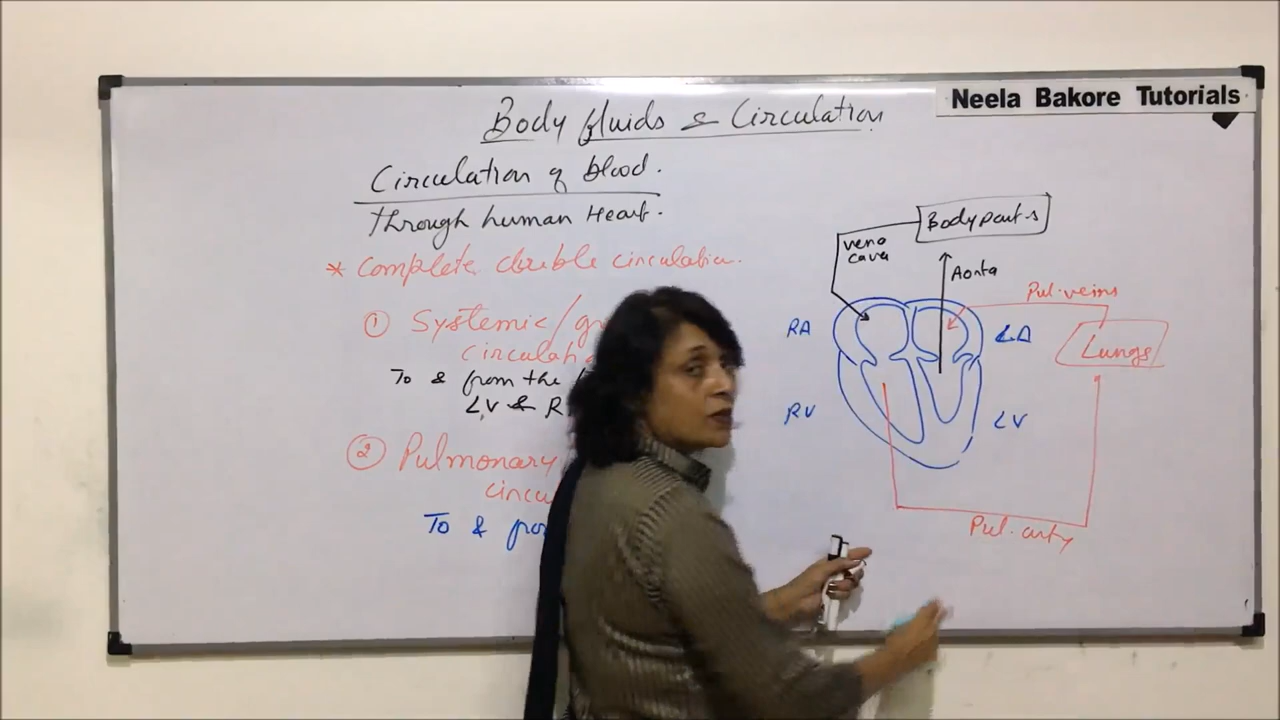 Neela Bakore Tutorials
Body fluids & Circulation
Circulation of blood.
through human Heart.
* Complete double circulation.
① Systemic/
circulati
To & from the
LV & R
② Pulmonary
circu
To & fro
Body parts
vena
cava
Aorta
Pul. veins
RA
LA
Lungs
RV
LV
Pul. arty